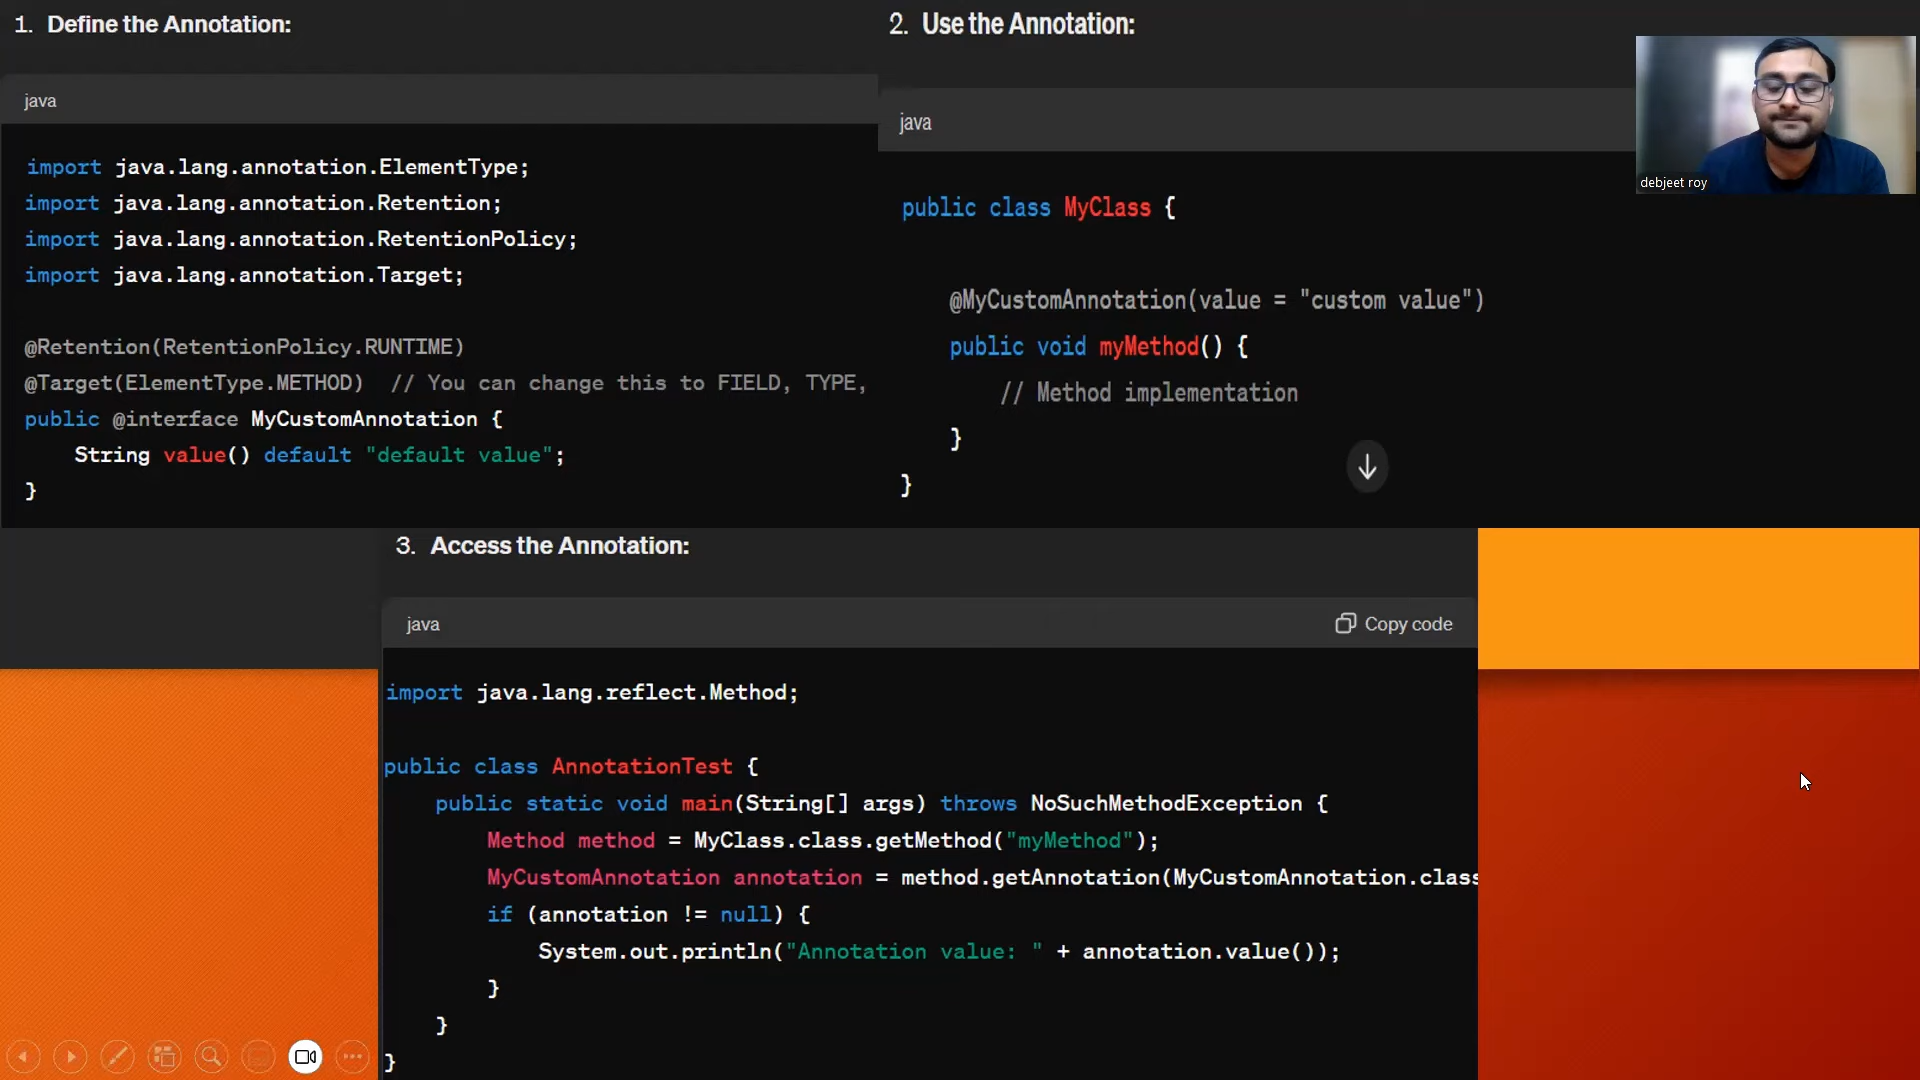 1. Define the Annotation:
java
import java.lang.annotation.ElementType;
import java.lang.annotation.Retention;
import java.lang.annotation.RetentionPolicy;
import java.lang.annotation.Target;
@Retention(RetentionPolicy.RUNTIME)
@Target(ElementType.METHOD)  // You can change this to FIELD, TYPE,
public @interface MyCustomAnnotation {
    String value() default "default value";
}
2. Use the Annotation:
java
public class MyClass {
    @MyCustomAnnotation(value = "custom value")
    public void myMethod() {
        // Method implementation
    }
}
debjeet roy
3. Access the Annotation:
java
Copy code
import java.lang.reflect.Method;
public class AnnotationTest {
    public static void main(String[] args) throws NoSuchMethodException {
        Method method = MyClass.class.getMethod("myMethod");
        MyCustomAnnotation annotation = method.getAnnotation(MyCustomAnnotation.class
        if (annotation != null) {
            System.out.println("Annotation value: " + annotation.value());
        }
    }
}